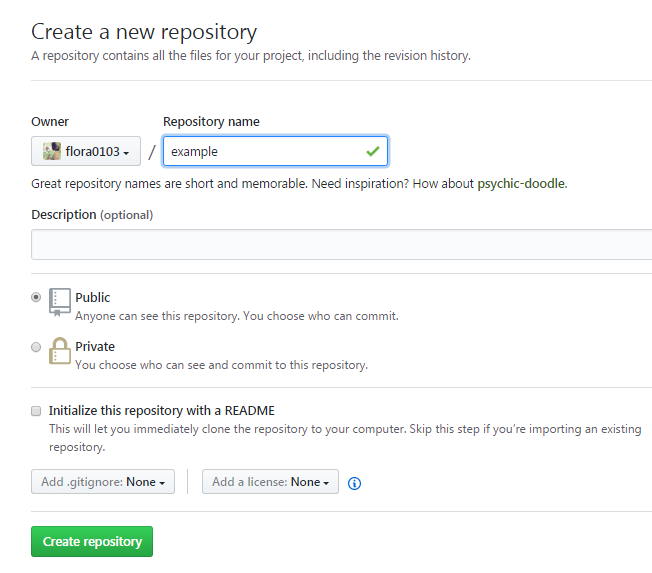 Create a new repository
A repository contains all the files for your project, including the revision history.
Owner
Repository name
flora0103
/
example
Great repository names are short and memorable. Need inspiration? How about psychic-doodle.
Description (optional)
Public
Anyone can see this repository. You choose who can commit.
Private
You choose who can see and commit to this repository.
Initialize this repository with a README
This will let you immediately clone the repository to your computer. Skip this step if you’re importing an existing
repository.
Add .gitignore: None
Add a license: None
Create repository